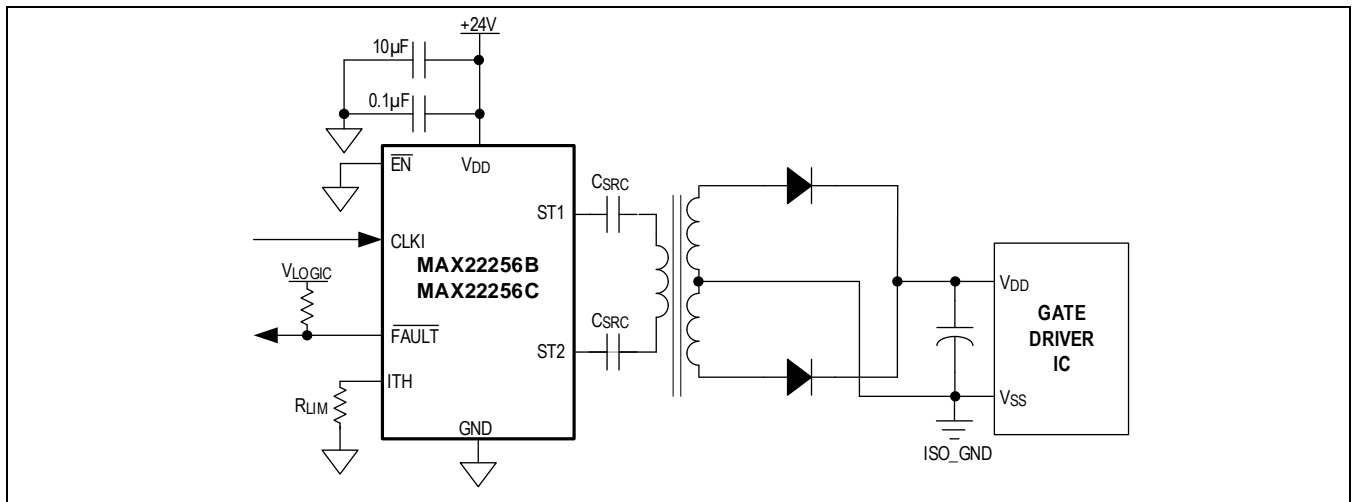 +24V
10µF
0.1µF
EN
VDD
CSRC
ST1
CLKI
MAX22256B
MAX22256C
VLOGIC
FAULT
CSRC
ST2
ITH
RLIM
GND
VDD
GATE
DRIVER
IC
VSS
ISO_GND